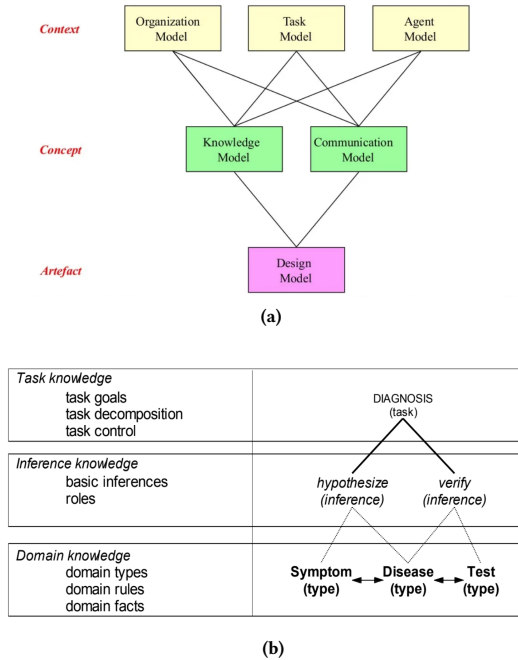 Context
Organization
Model
Task
Model
Agent
Model
Concept
Knowledge
Model
Communication
Model
Artefact
Design
Model
(a)
Task knowledge
task goals
task decomposition
task control
DIAGNOSIS
(task)
Inference knowledge
basic inferences
roles
hypothesize
(inference)
verify
(inference)
Domain knowledge
domain types
domain rules
domain facts
Symptom
(type)
Disease
(type)
Test
(type)
(b)